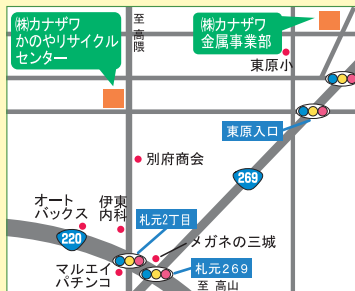 ㈱カナザワ
かのやリサイクル
センター
至
高
隈
㈱カナザワ
金属事業部
東原小
東原入口
別府商会
269
オート
バックス
伊東
内科
札元2丁目
220
メガネの三城
マルエイ
パチンコ
札元269
至 高山